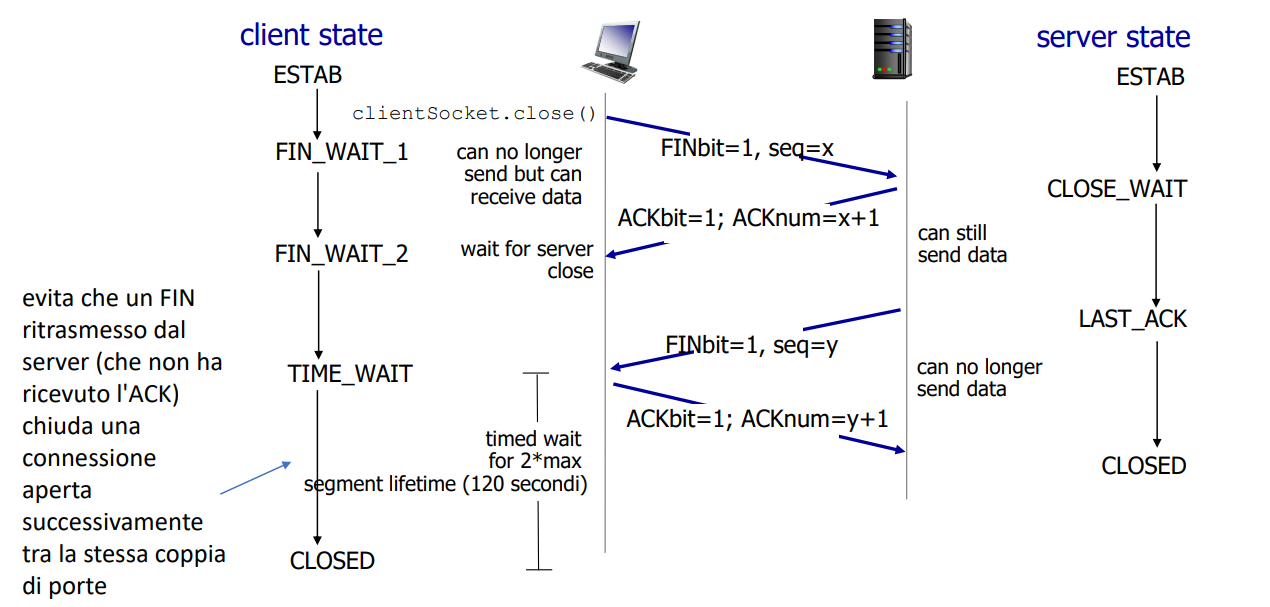 client state
server state
ESTAB
ESTAB
clientSocket.close()
FINbit=1, seq=x
FIN_WAIT_1
can no longer
send but can
receive data
CLOSE_WAIT
ACKbit=1; ACKnum=x+1
FIN_WAIT_2
wait for server
close
can still
send data
evita che un FIN
ritrasmesso dal
server (che non ha
ricevuto l'ACK)
chiuda una
connessione
aperta
successivamente
tra la stessa coppia
di porte
LAST_ACK
FINbit=1, seq=y
TIME_WAIT
can no longer
send data
ACKbit=1; ACKnum=y+1
timed wait
for 2*max
segment lifetime (120 secondi)
CLOSED
CLOSED